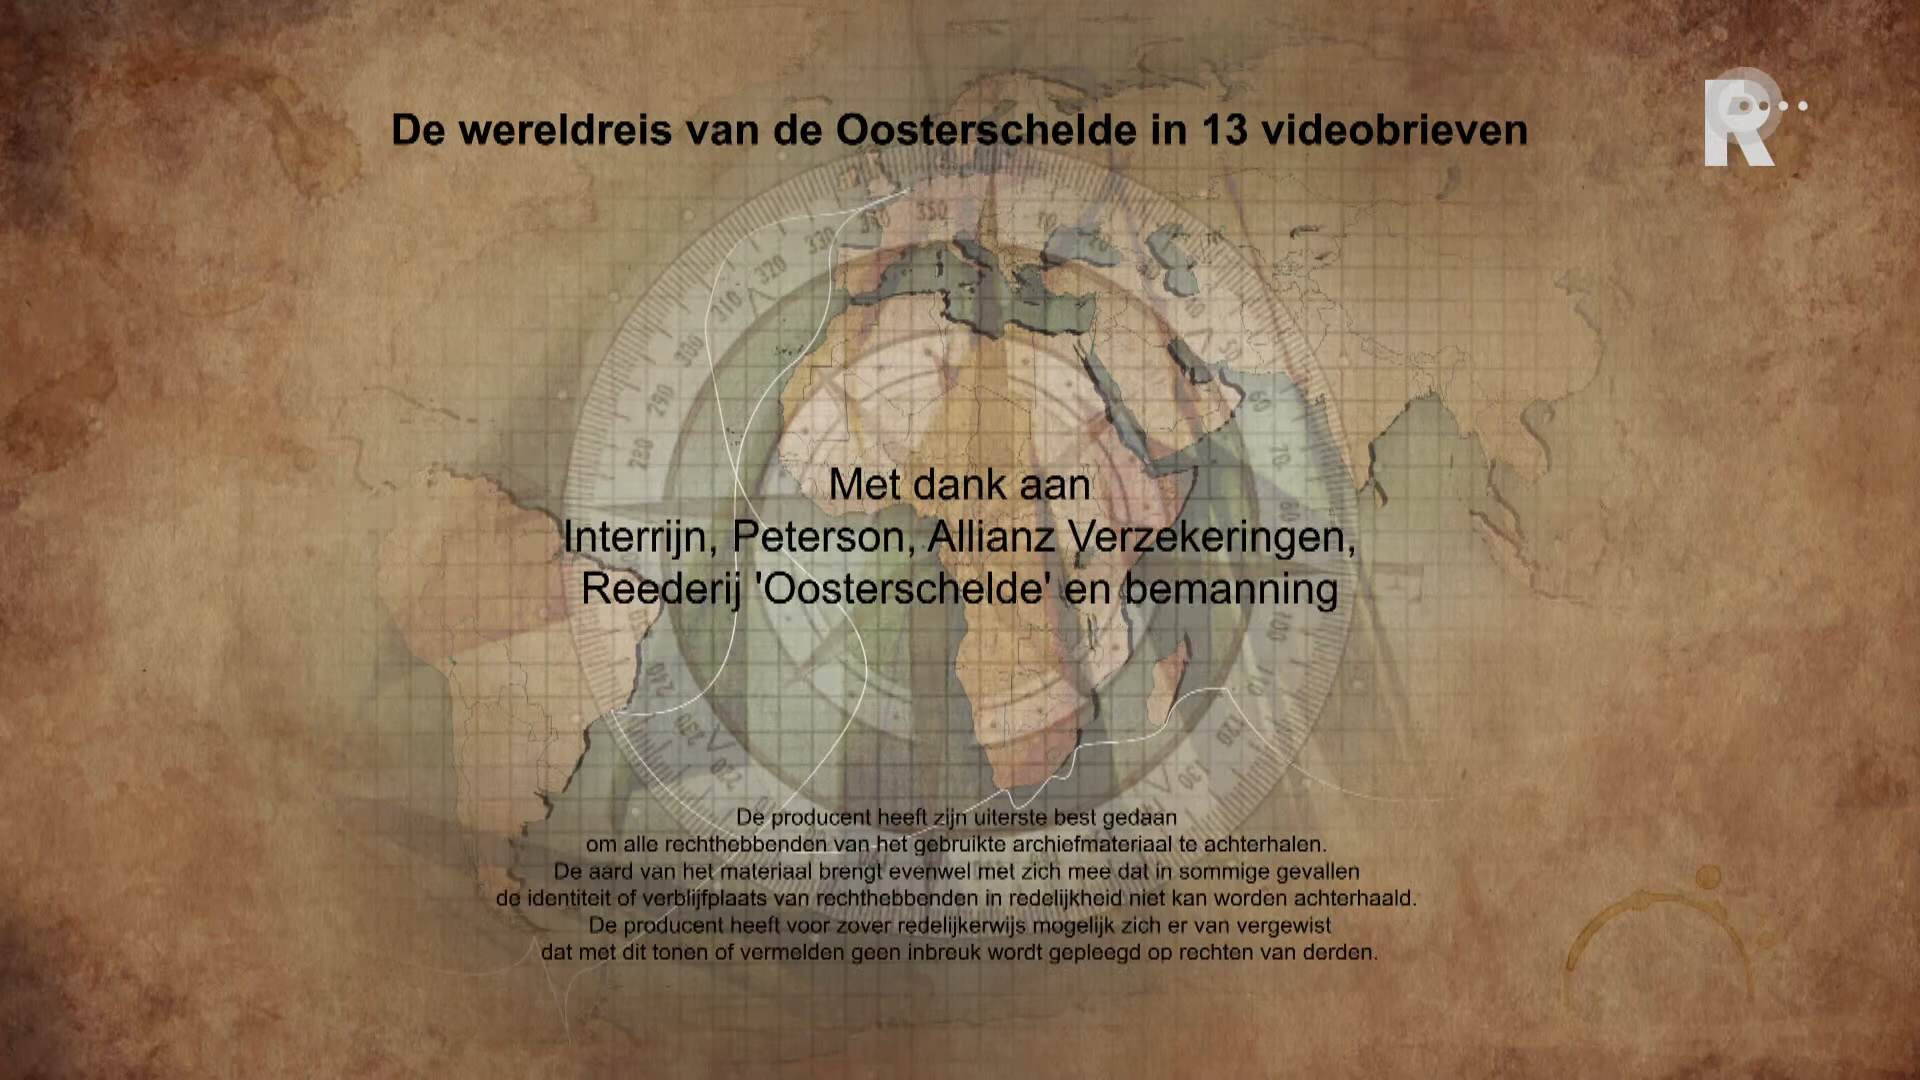 De wereldreis van de Oosterschelde in 13 videobrieven
R
Met dank aan
Interrijn, Peterson, Allianz Verzekeringen,
Reederij 'Oosterschelde' en bemanning
De producent heeft zijn uiterste best gedaan
om alle rechthebbenden van het gebruikte archiefmateriaal te achterhalen.
De aard van het materiaal brengt evenwel met zich mee dat in sommige gevallen
de identiteit of verblijfplaats van rechthebbenden in redelijkheid niet kan worden achterhaald.
De producent heeft voor zover redelijkerwijs mogelijk zich er van vergewist
dat met dit tonen of vermelden geen inbreuk wordt gepleegd op rechten van derden.